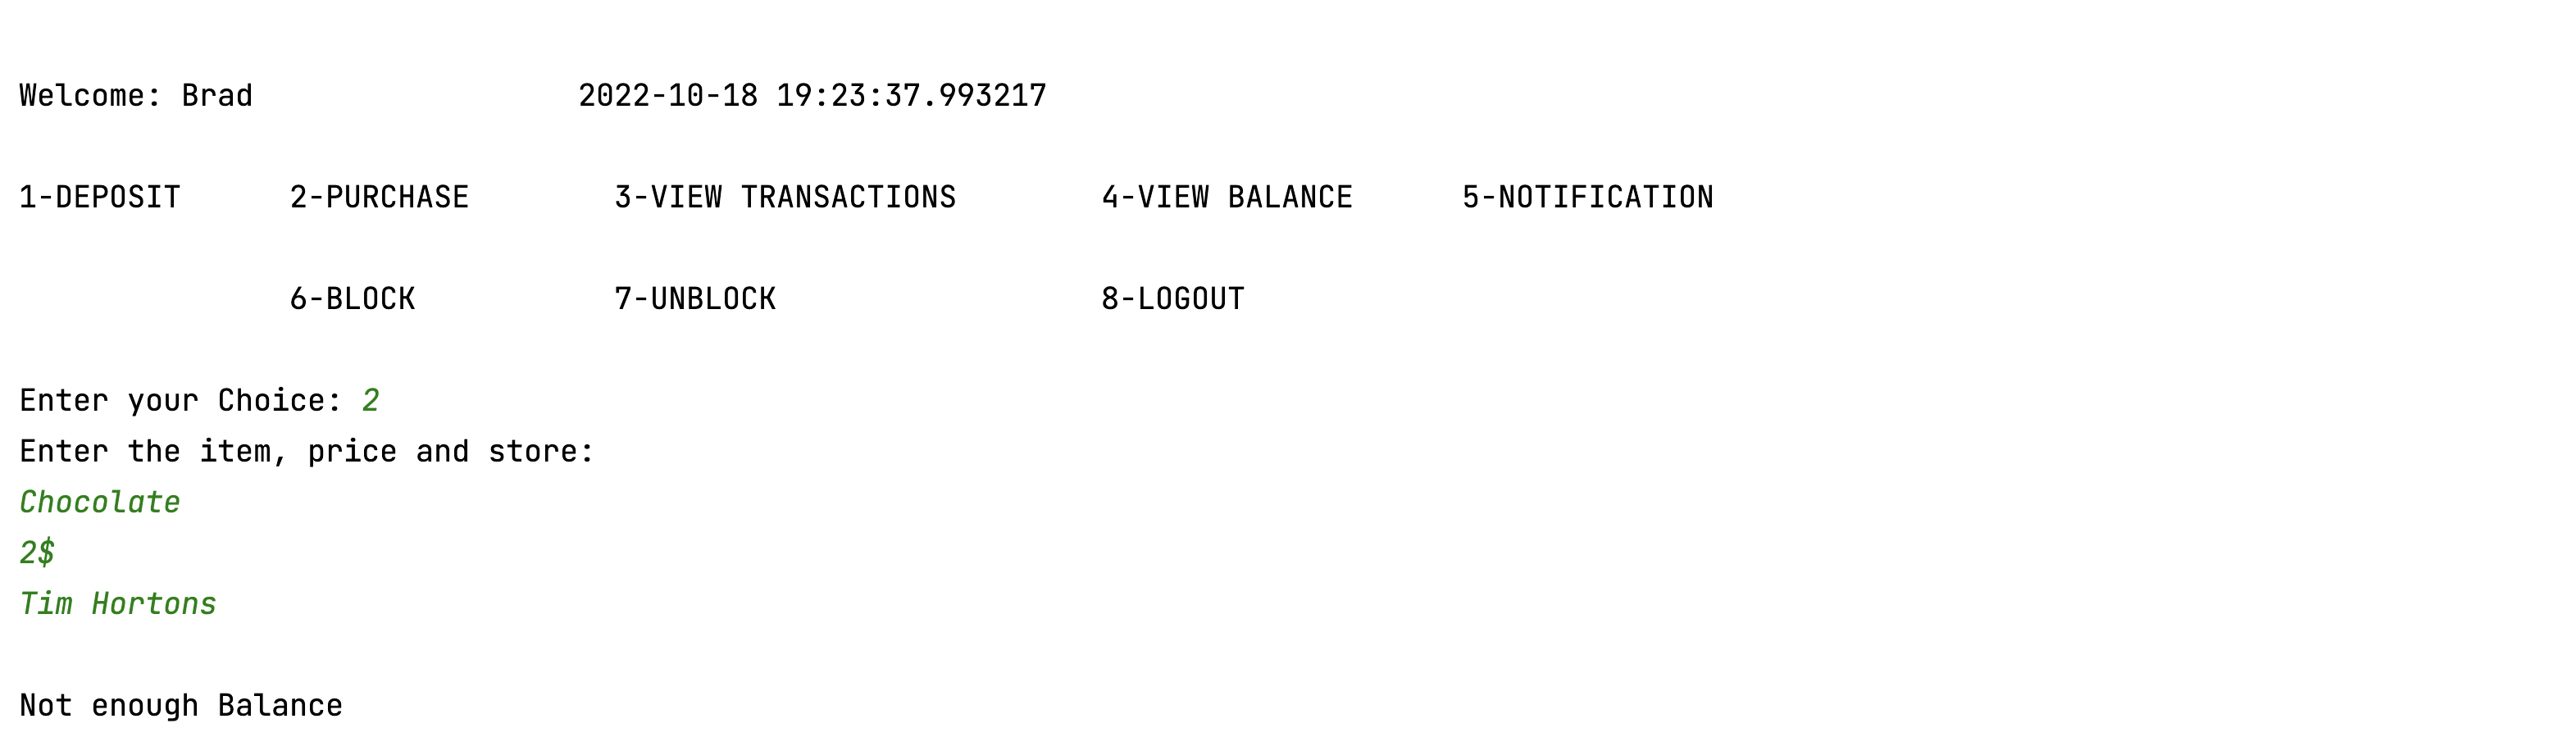 Welcome: Brad 2022-10-18 19:23:37.993217
1-DEPOSIT 2-PURCHASE 3-VIEW TRANSACTIONS 4-VIEW BALANCE 5-NOTIFICATION
6-BLOCK 7-UNBLOCK 8-LOGOUT
Enter your Choice: 2
Enter the item, price and store:
Chocolate
2$
Tim Hortons
Not enough Balance